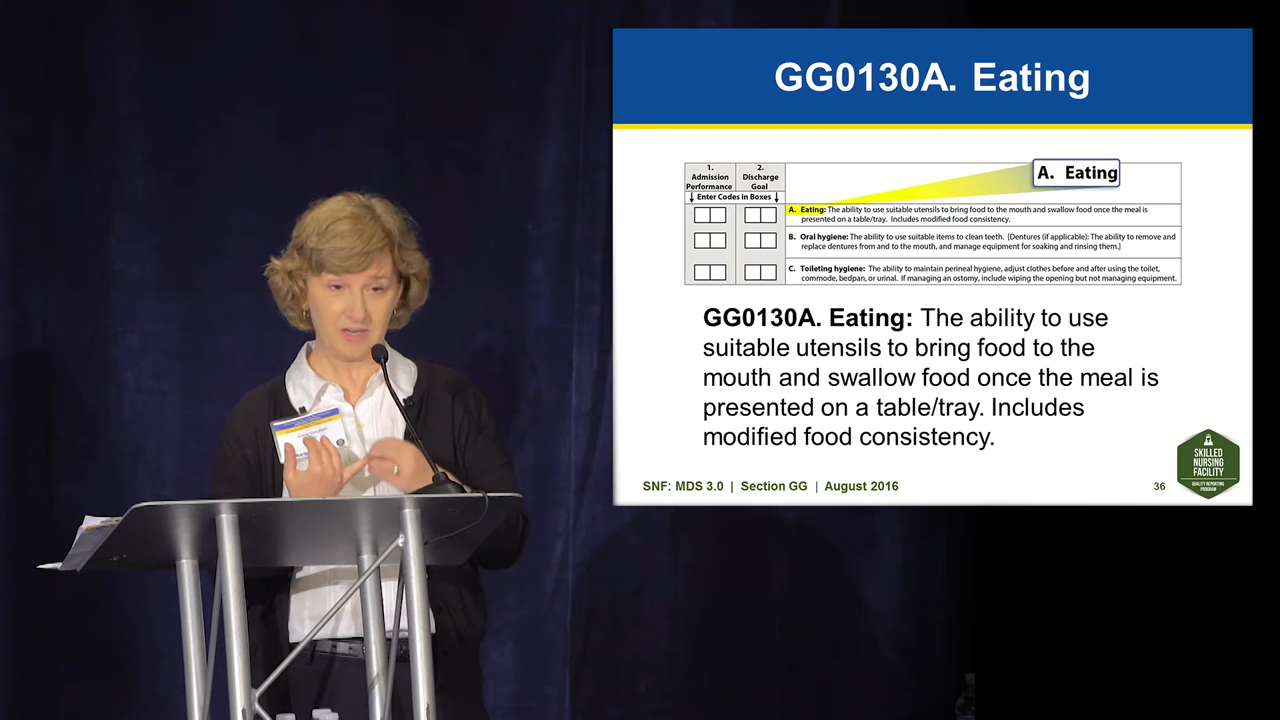 GG0130A. Eating
1. Admission Performance
2. Discharge Goal
↓ Enter Codes in Boxes ↓
A. Eating
A. Eating: The ability to use suitable utensils to bring food to the mouth and swallow food once the meal is
presented on a table/tray. Includes modified food consistency.
B. Oral hygiene: The ability to use suitable items to clean teeth. [Dentures (if applicable): The ability to remove and
replace dentures from and to the mouth, and manage equipment for soaking and rinsing them.]
C. Toileting hygiene: The ability to maintain perineal hygiene, adjust clothes before and after using the toilet,
commode, bedpan, or urinal. If managing an ostomy, include wiping the opening but not managing equipment.
GG0130A. Eating: The ability to use
suitable utensils to bring food to the
mouth and swallow food once the meal is
presented on a table/tray. Includes
modified food consistency.
SNF: MDS 3.0 | Section GG | August 2016
36
SKILLED
NURSING
FACILITY
QUALITY REPORTING
PROGRAM